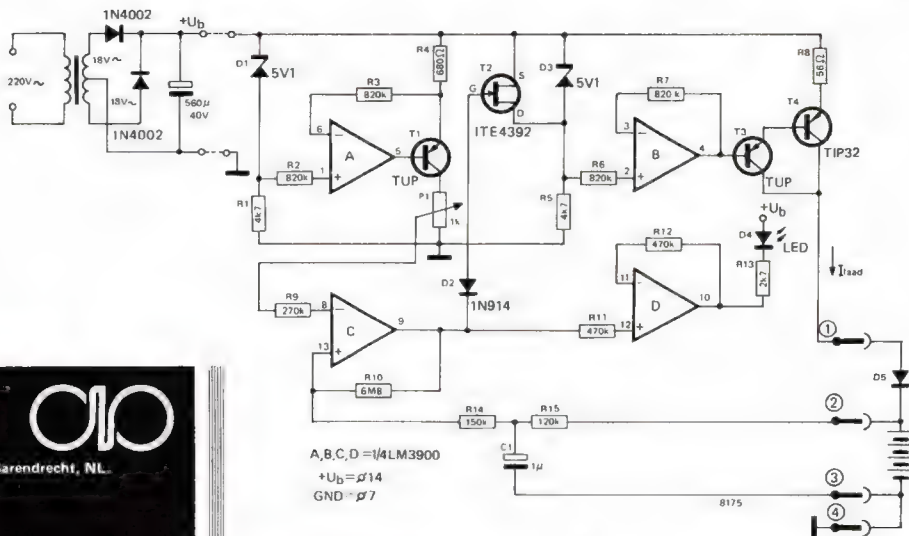 1N4002
+Ub
220V~
18V~
18V~
1N4002
560µ
40V
D1
5V1
R4
680Ω
R3
820k
6
A
5
T1
TUP
R2
820k
1
R1
4k7
P1
1k
T2
G
S
D
ITE4392
D3
5V1
R5
4k7
R7
820k
3
B
4
R6
820k
2
T3
TUP
R8
56Ω
T4
TIP32
+Ub
D4
LED
R13
2k7
Ilaad
D2
1N914
R9
270k
8
C
9
13
R10
6M8
R12
470k
11
D
10
R11
470k
12
R14
150k
R15
120k
C1
1µ
1
2
3
4
D5
8175
A,B,C,D = 1/4LM3900
+Ub = ø14
GND = ø7
Barendrecht, NL.